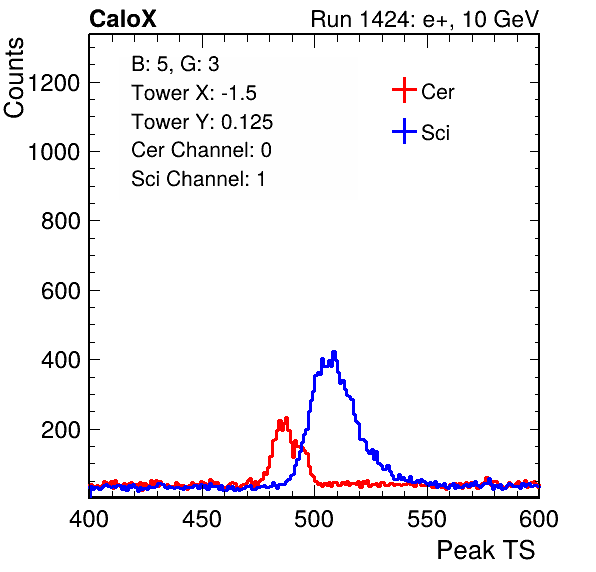 CaloX
Run 1424: e+, 10 GeV
Counts
B: 5, G: 3
Tower X: -1.5
Tower Y: 0.125
Cer Channel: 0
Sci Channel: 1
Cer
Sci
1200
1000
800
600
400
200
400 450 500 550 600
Peak TS